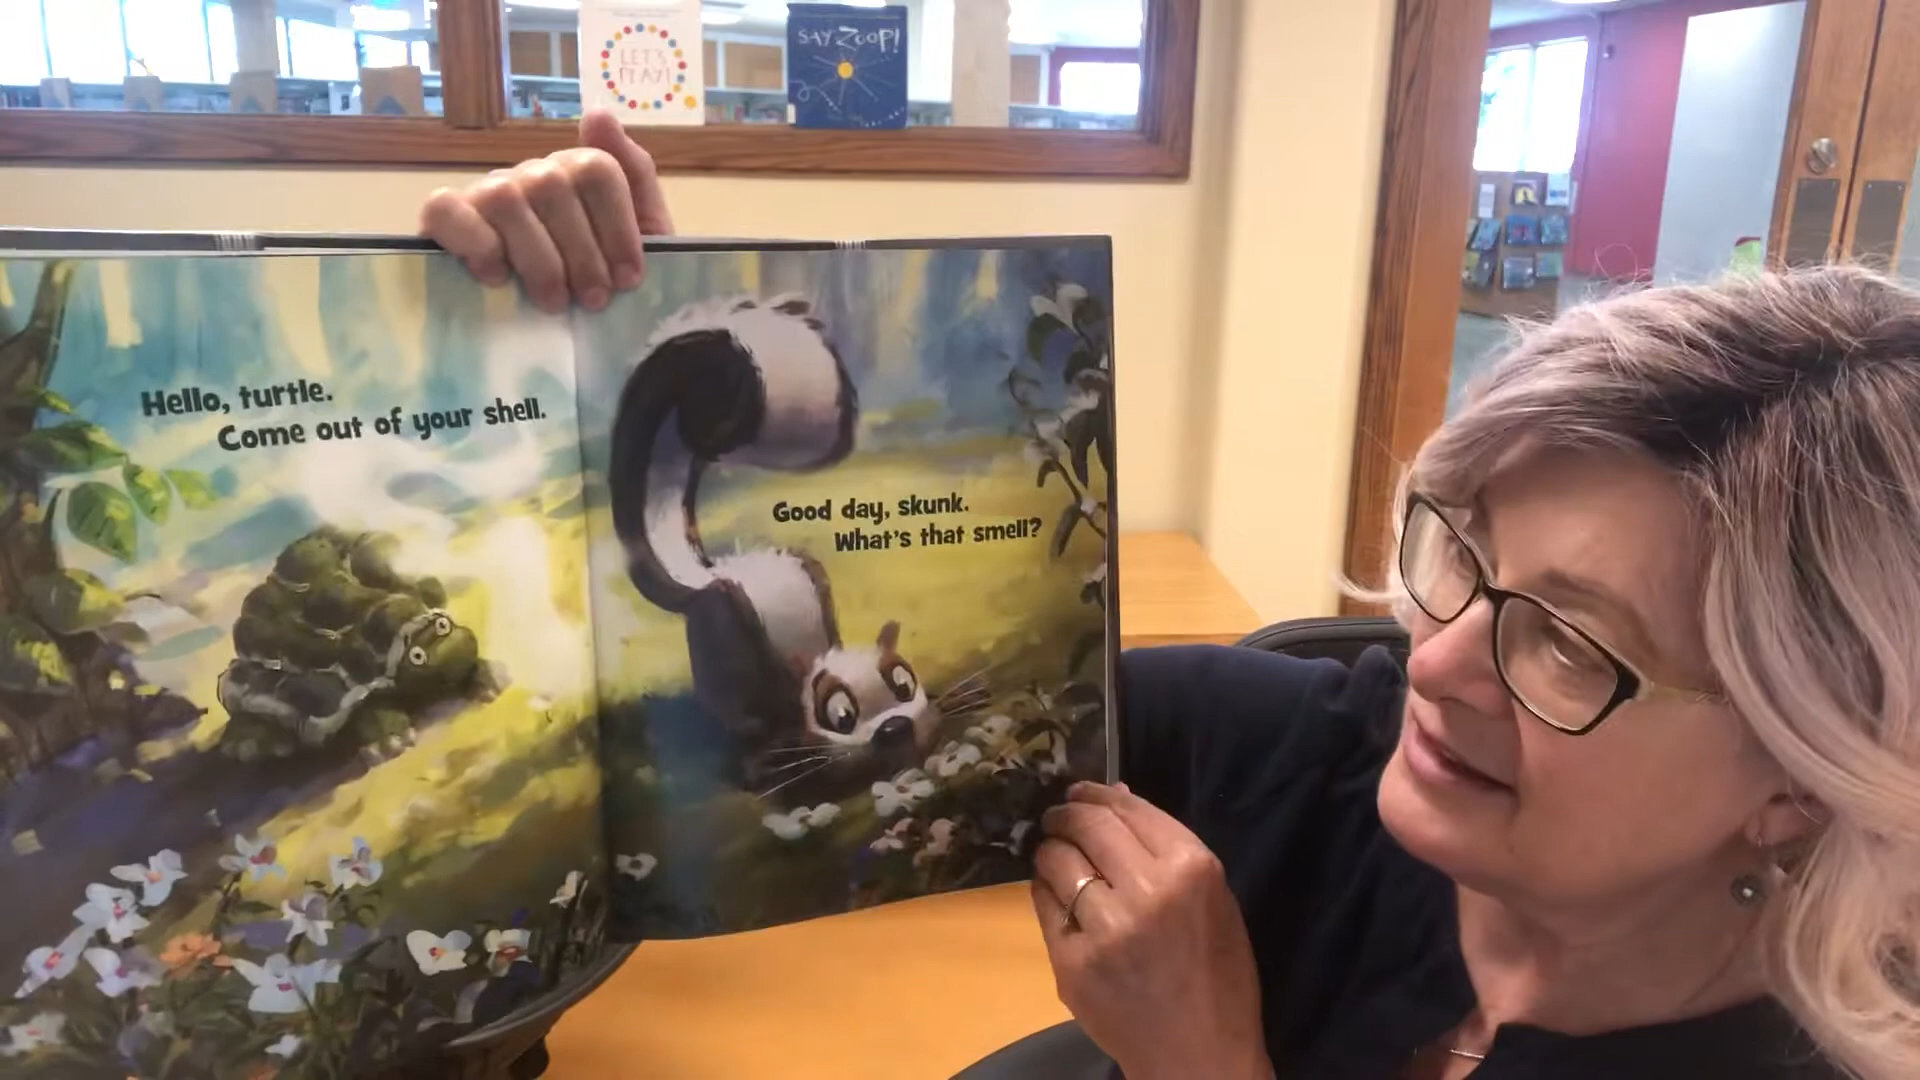 LET'S
PLAY!
SAY ZOOP!
Hello, turtle.
Come out of your shell.
Good day, skunk.
What's that smell?